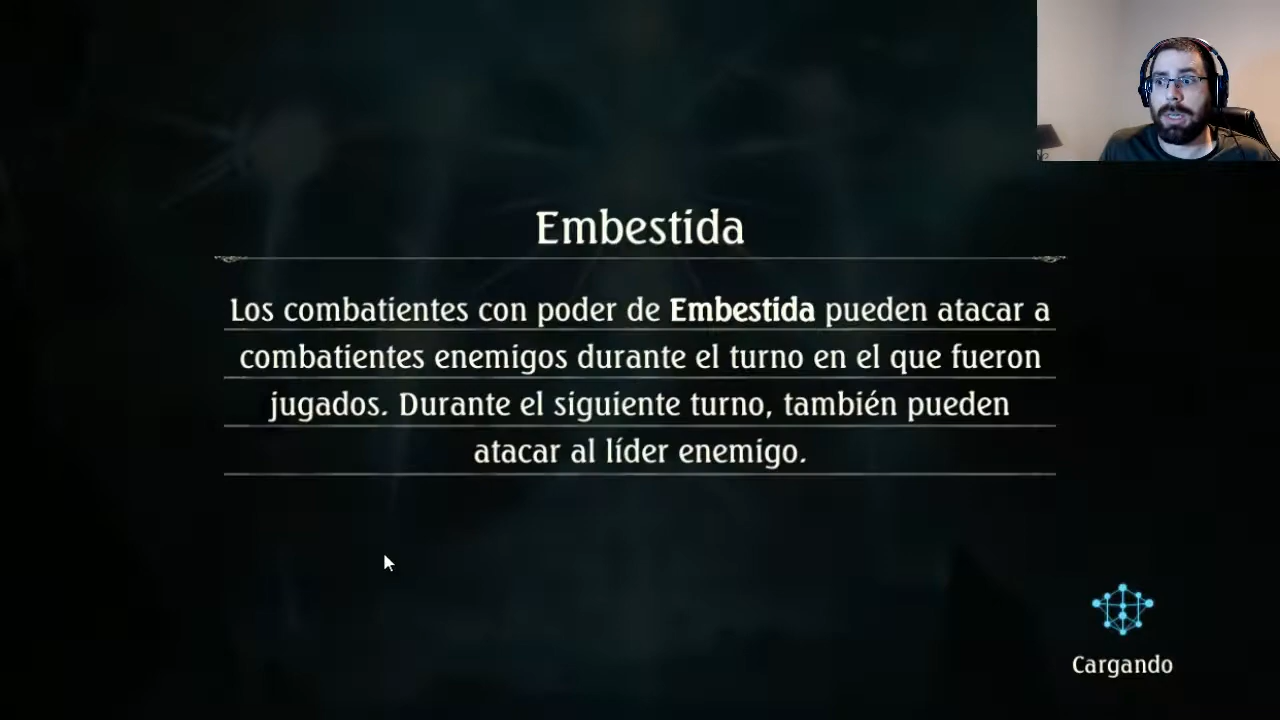 Embestida
Los combatientes con poder de Embestida pueden atacar a
combatientes enemigos durante el turno en el que fueron
jugados. Durante el siguiente turno, también pueden
atacar al líder enemigo.
Cargando